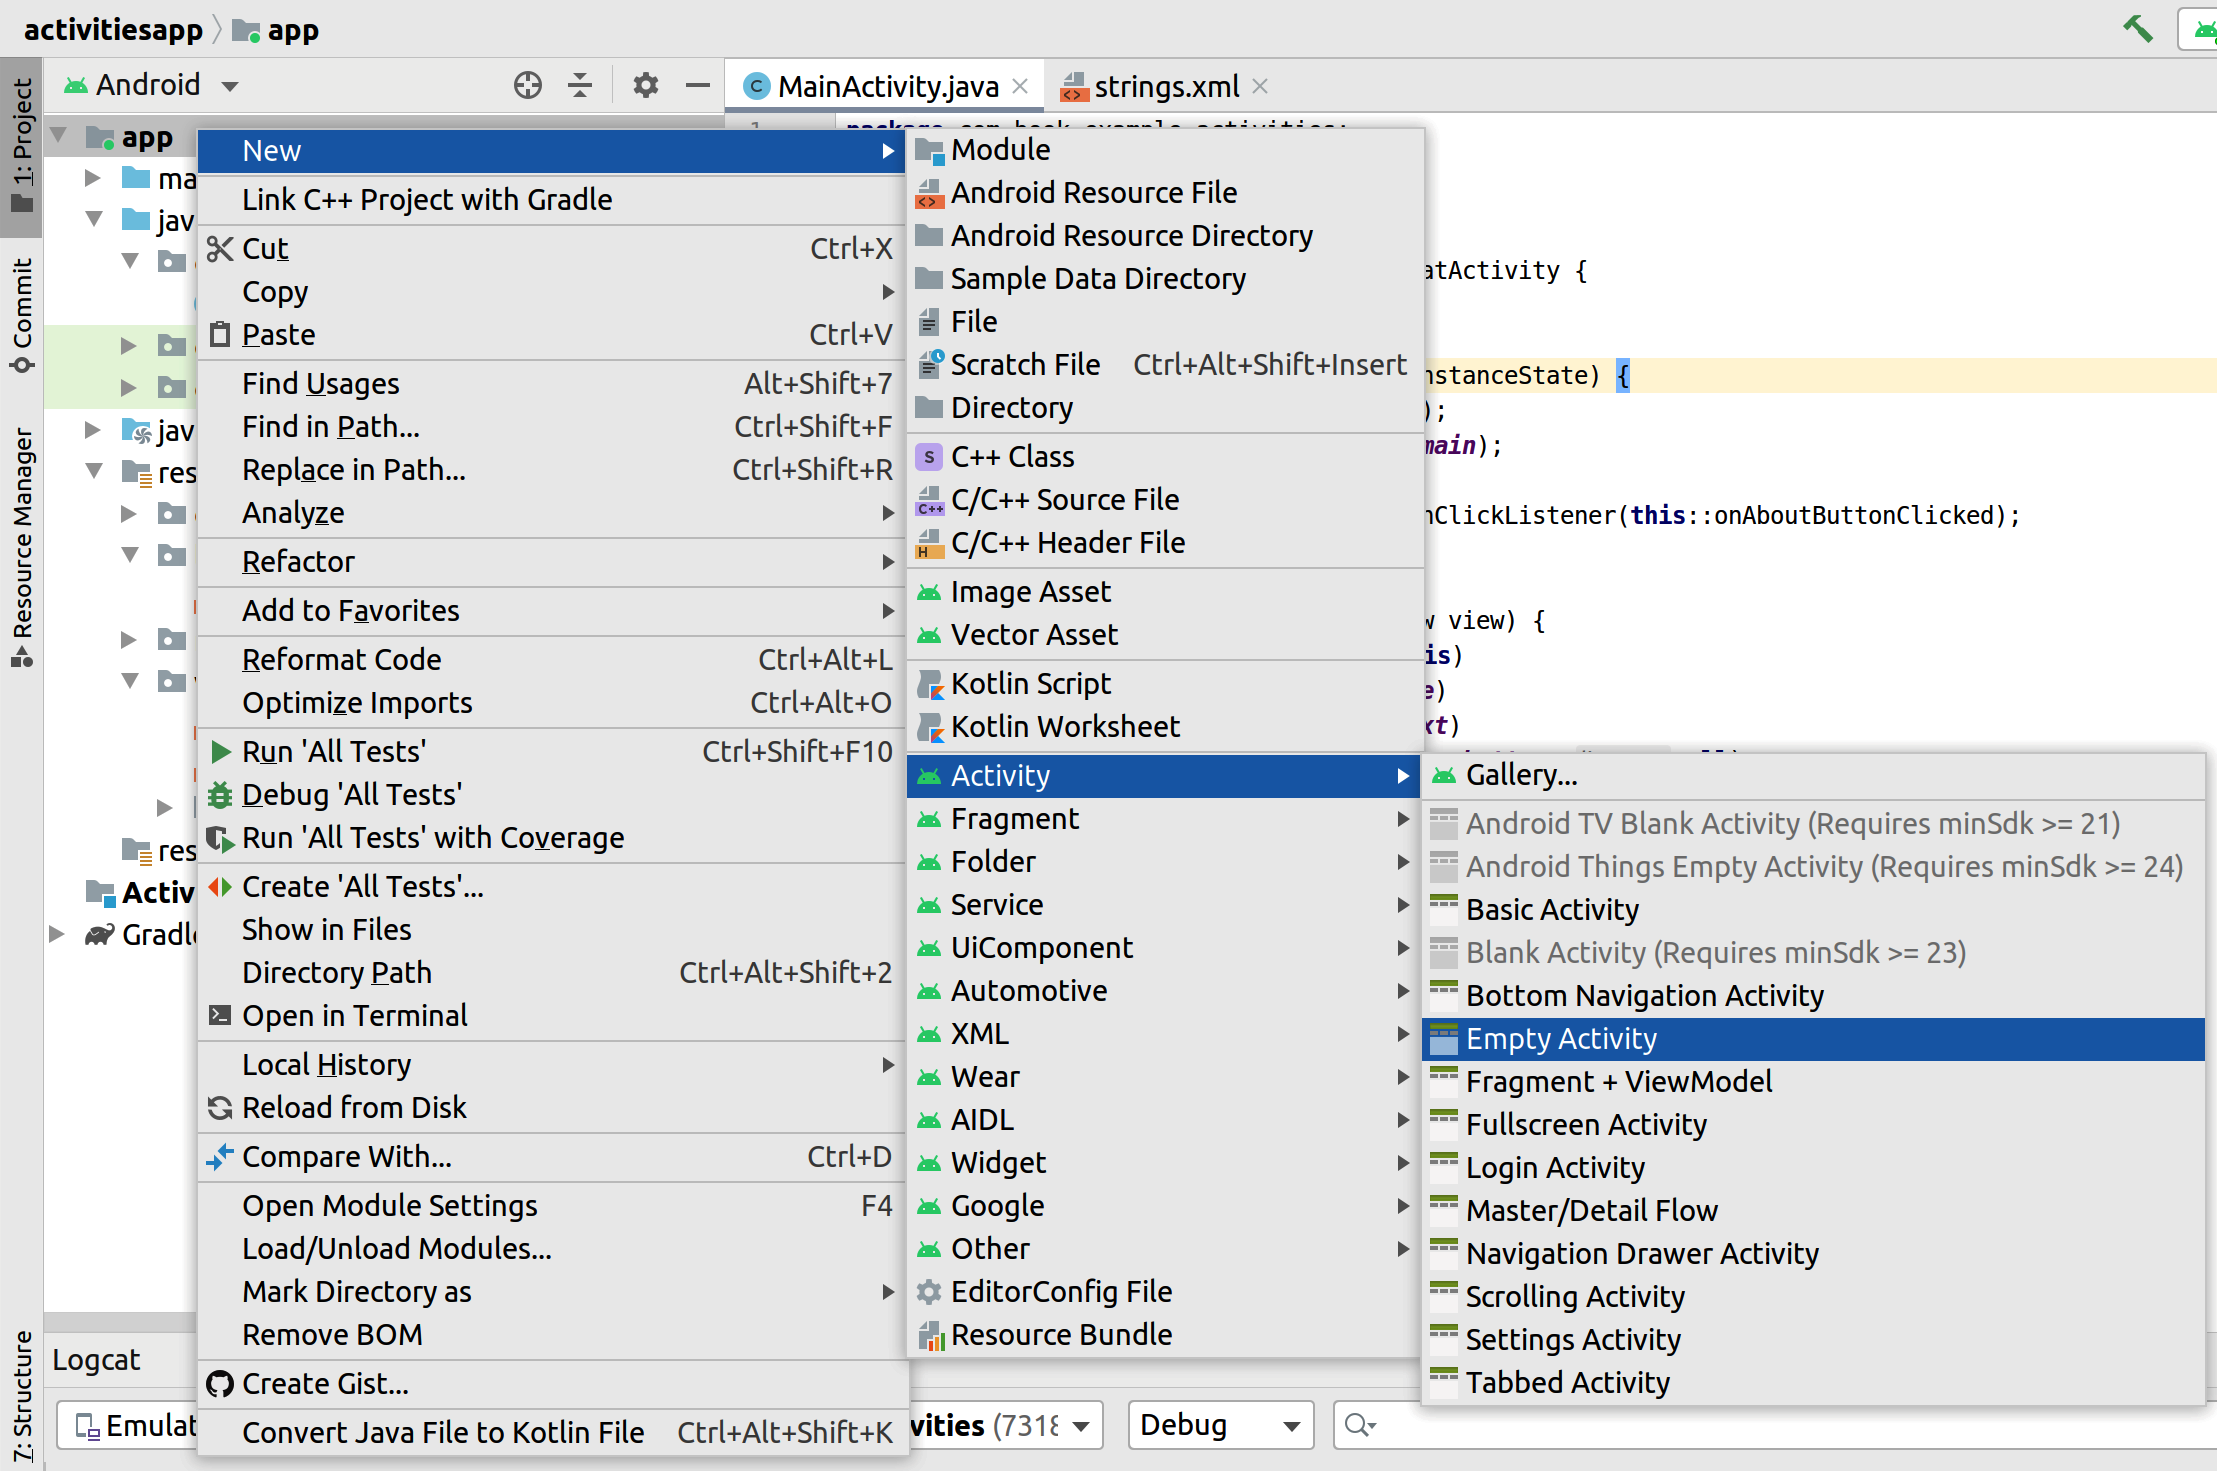 activitiesapp app
Android
MainActivity.java
strings.xml
1: Project
Commit
Resource Manager
7: Structure
app
Activ
New
Link C++ Project with Gradle
Cut Ctrl+X
Copy
Paste Ctrl+V
Find Usages Alt+Shift+7
Find in Path... Ctrl+Shift+F
Replace in Path... Ctrl+Shift+R
Analyze
Refactor
Add to Favorites
Reformat Code Ctrl+Alt+L
Optimize Imports Ctrl+Alt+O
Run 'All Tests' Ctrl+Shift+F10
Debug 'All Tests'
Run 'All Tests' with Coverage
Create 'All Tests'...
Show in Files
Directory Path Ctrl+Alt+Shift+2
Open in Terminal
Local History
Reload from Disk
Compare With... Ctrl+D
Open Module Settings F4
Load/Unload Modules...
Mark Directory as
Remove BOM
Create Gist...
Convert Java File to Kotlin File Ctrl+Alt+Shift+K
Module
Android Resource File
Android Resource Directory
Sample Data Directory
File
Scratch File Ctrl+Alt+Shift+Insert
Directory
C++ Class
C/C++ Source File
C/C++ Header File
Image Asset
Vector Asset
Kotlin Script
Kotlin Worksheet
Activity
Fragment
Folder
Service
UiComponent
Automotive
XML
Wear
AIDL
Widget
Google
Other
EditorConfig File
Resource Bundle
Gallery...
Android TV Blank Activity (Requires minSdk >= 21)
Android Things Empty Activity (Requires minSdk >= 24)
Basic Activity
Blank Activity (Requires minSdk >= 23)
Bottom Navigation Activity
Empty Activity
Fragment + ViewModel
Fullscreen Activity
Login Activity
Master/Detail Flow
Navigation Drawer Activity
Scrolling Activity
Settings Activity
Tabbed Activity
atActivity {
nstanceState) {
);
main);
nClickListener(this::onAboutButtonClicked);
w view) {
is)
e)
xt)
Logcat
Emulat
vities (7318
Debug